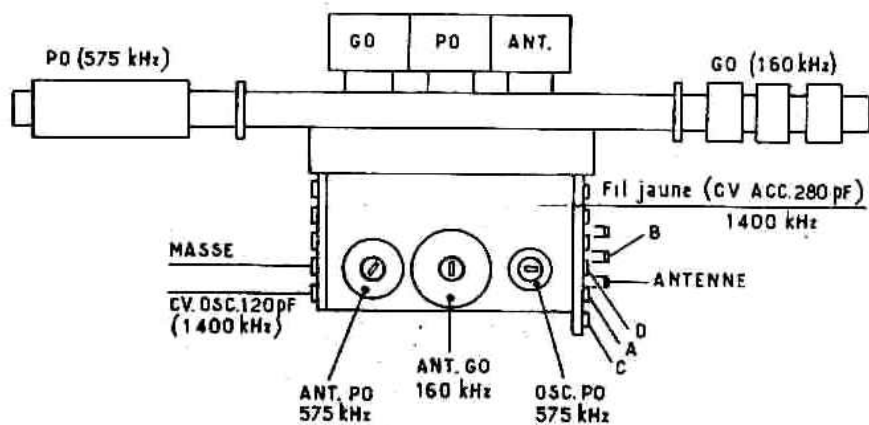 GO PO ANT.
PO (575 kHz)
GO (160 kHz)
Fil jaune (CV ACC. 280 pF)
1400 kHz
B
MASSE
ANTENNE
CV. OSC. 120 pF
(1400 kHz)
D
A
C
ANT. PO
575 kHz
ANT. GO
160 kHz
OSC. PO
575 kHz